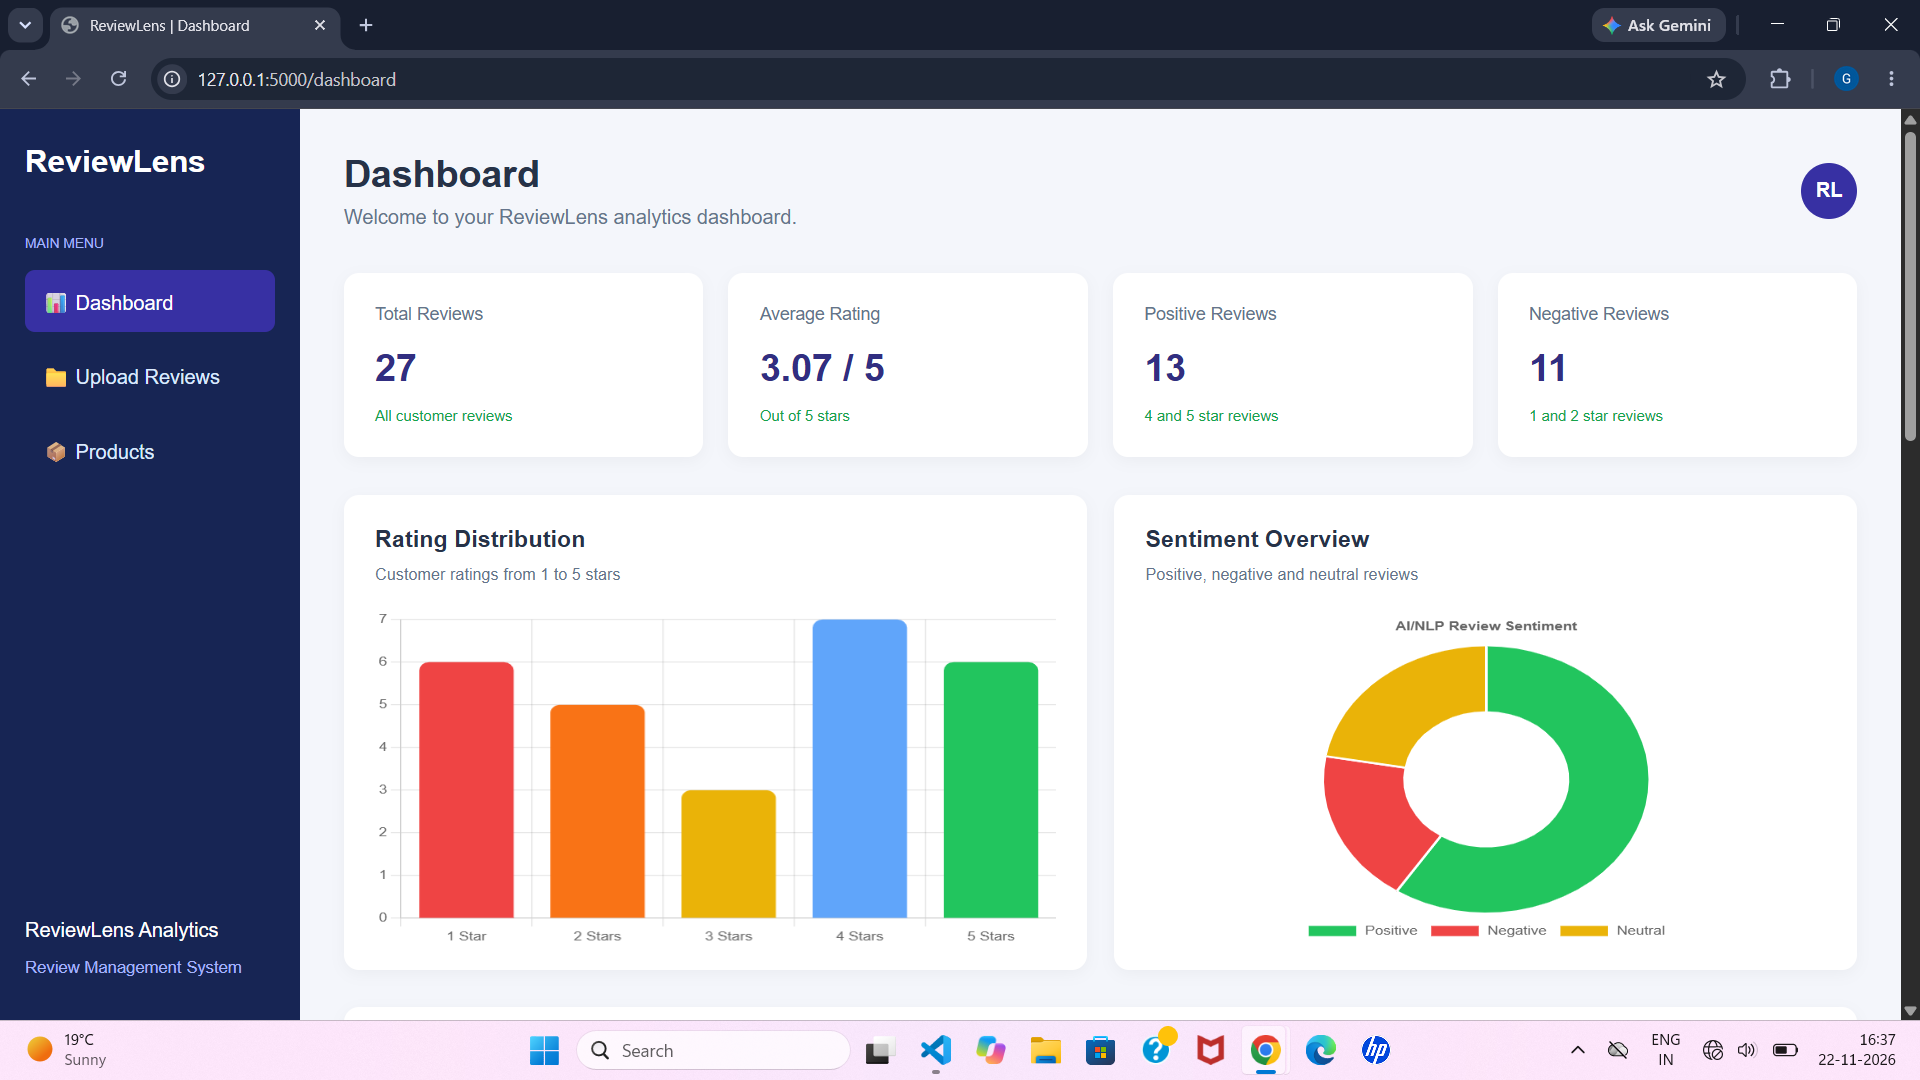 ReviewLens | Dashboard
Ask Gemini
127.0.0.1:5000/dashboard
G
ReviewLens
MAIN MENU
Dashboard
Upload Reviews
Products
ReviewLens Analytics
Review Management System
Dashboard
Welcome to your ReviewLens analytics dashboard.
RL
Total Reviews
27
All customer reviews
Average Rating
3.07 / 5
Out of 5 stars
Positive Reviews
13
4 and 5 star reviews
Negative Reviews
11
1 and 2 star reviews
Rating Distribution
Customer ratings from 1 to 5 stars
7
6
5
4
3
2
1
0
1 Star
2 Stars
3 Stars
4 Stars
5 Stars
Sentiment Overview
Positive, negative and neutral reviews
AI/NLP Review Sentiment
Positive
Negative
Neutral
19°C
Sunny
Search
hp
ENG
IN
16:37
22-11-2026